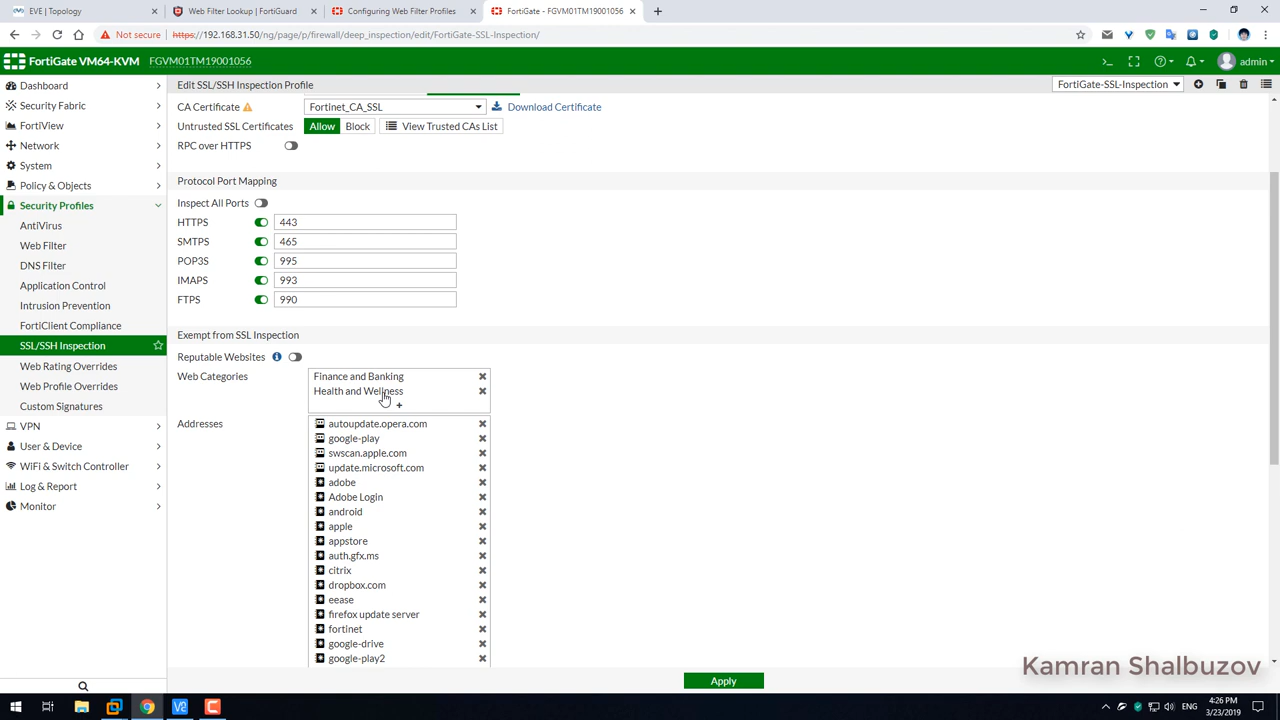 EVE | Topology
Web Filter Lookup | FortiGuard
Configuring Web Filter Profiles
FortiGate - FGVM01TM19001056
Not secure | https://192.168.31.50/ng/page/p/firewall/deep_inspection/edit/FortiGate-SSL-Inspection/
FortiGate VM64-KVM FGVM01TM19001056
admin
Dashboard
Security Fabric
FortiView
Network
System
Policy & Objects
Security Profiles
AntiVirus
Web Filter
DNS Filter
Application Control
Intrusion Prevention
FortiClient Compliance
SSL/SSH Inspection
Web Rating Overrides
Web Profile Overrides
Custom Signatures
VPN
User & Device
WiFi & Switch Controller
Log & Report
Monitor
Edit SSL/SSH Inspection Profile
FortiGate-SSL-Inspection
CA Certificate Fortinet_CA_SSL Download Certificate
Untrusted SSL Certificates Allow Block View Trusted CAs List
RPC over HTTPS
Protocol Port Mapping
Inspect All Ports
HTTPS 443
SMTPS 465
POP3S 995
IMAPS 993
FTPS 990
Exempt from SSL Inspection
Reputable Websites
Web Categories Finance and Banking
Health and Wellness
+
Addresses autoupdate.opera.com
google-play
swscan.apple.com
update.microsoft.com
adobe
Adobe Login
android
apple
appstore
auth.gfx.ms
citrix
dropbox.com
eease
firefox update server
fortinet
google-drive
google-play2
Apply
Kamran Shalbuzov
ENG
4:26 PM
3/23/2019